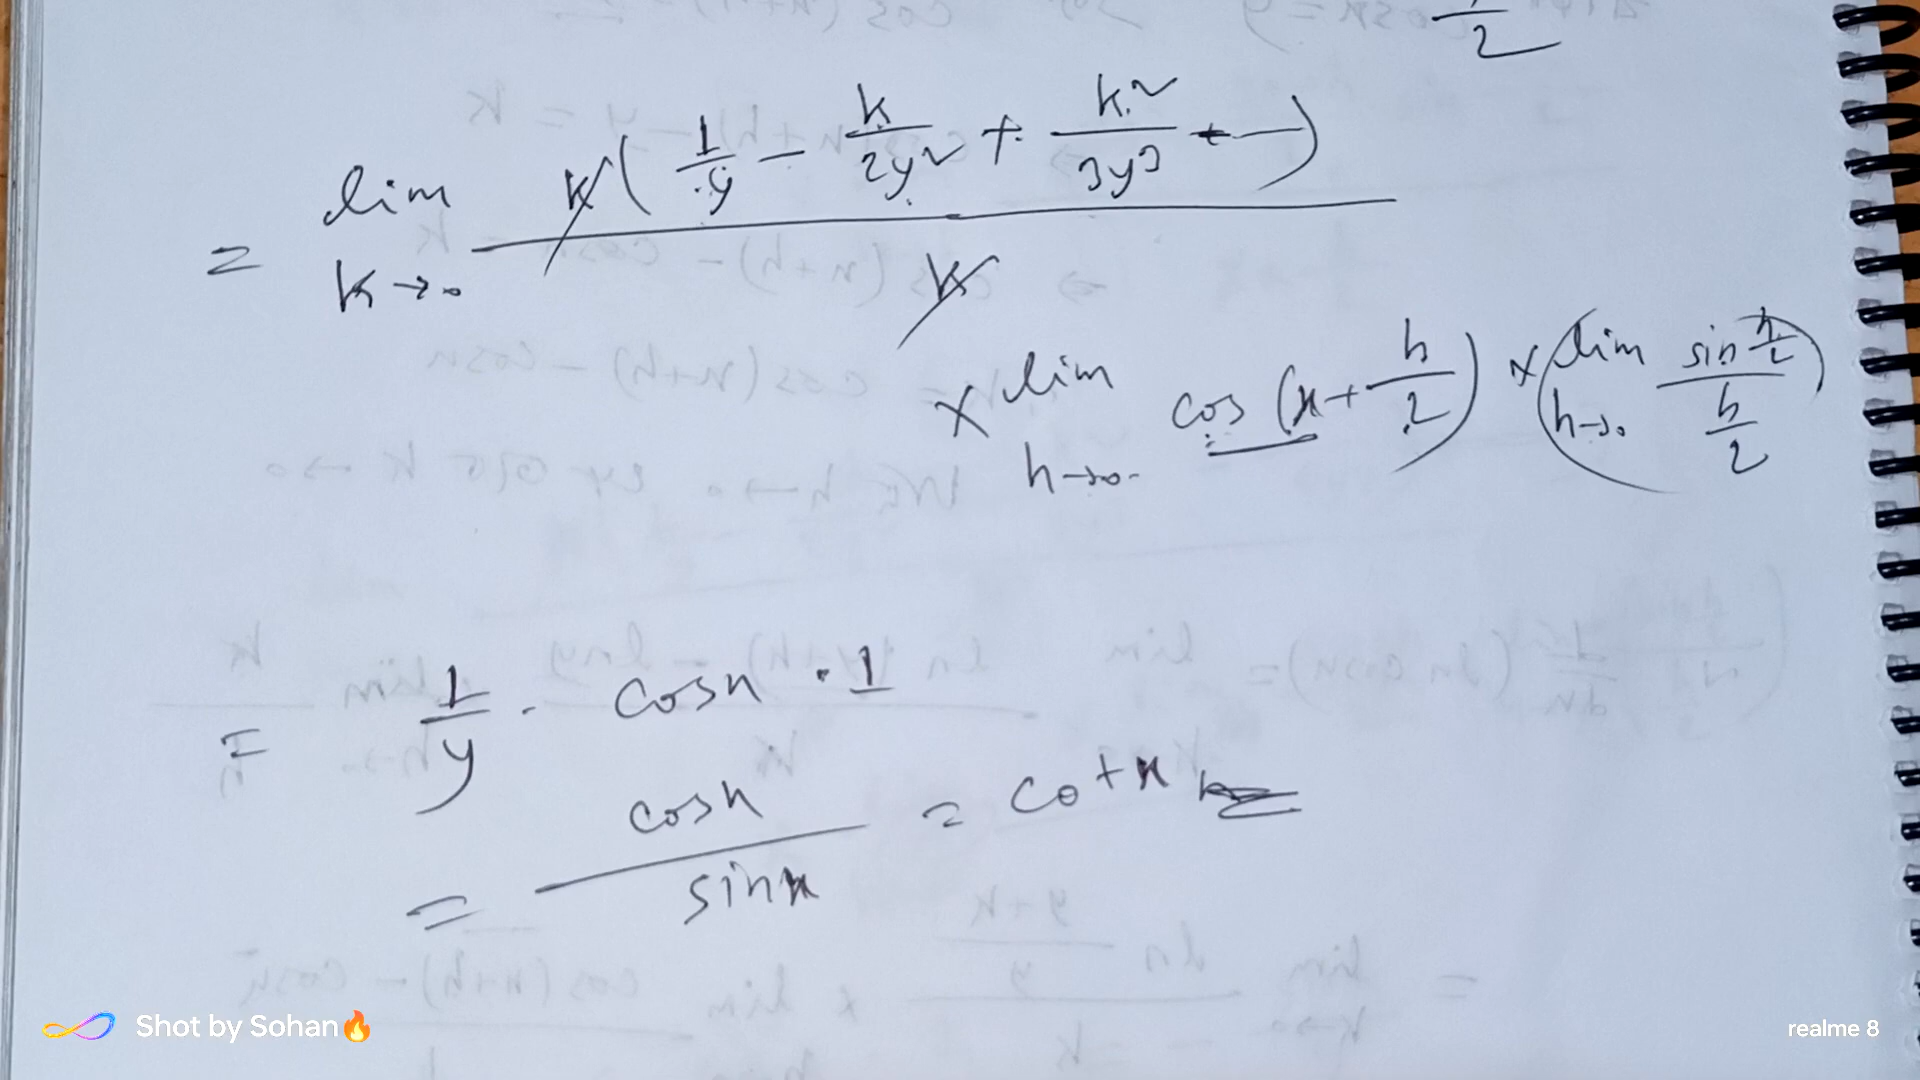 2
= lim k→0 k( 1/y − k/2y² + k²/3y³ + — ) / k
× lim h→0 cos (x + h/2) × ( lim h→0 sin h/2 / h/2 )
= 1/y · cosx · 1
= cosx / sinx = cotx
Shot by Sohan🔥
realme 8